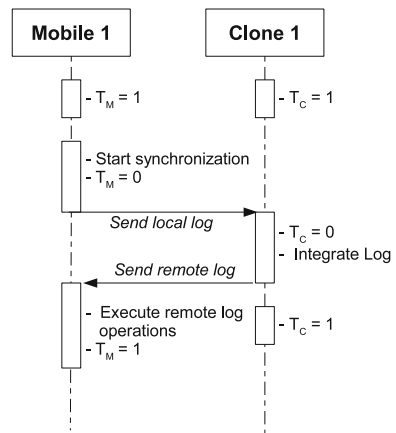 Mobile 1
Clone 1
- T_M = 1
- T_C = 1
- Start synchronization
- T_M = 0
Send local log
- T_C = 0
- Integrate Log
Send remote log
- Execute remote log
operations
- T_M = 1
- T_C = 1